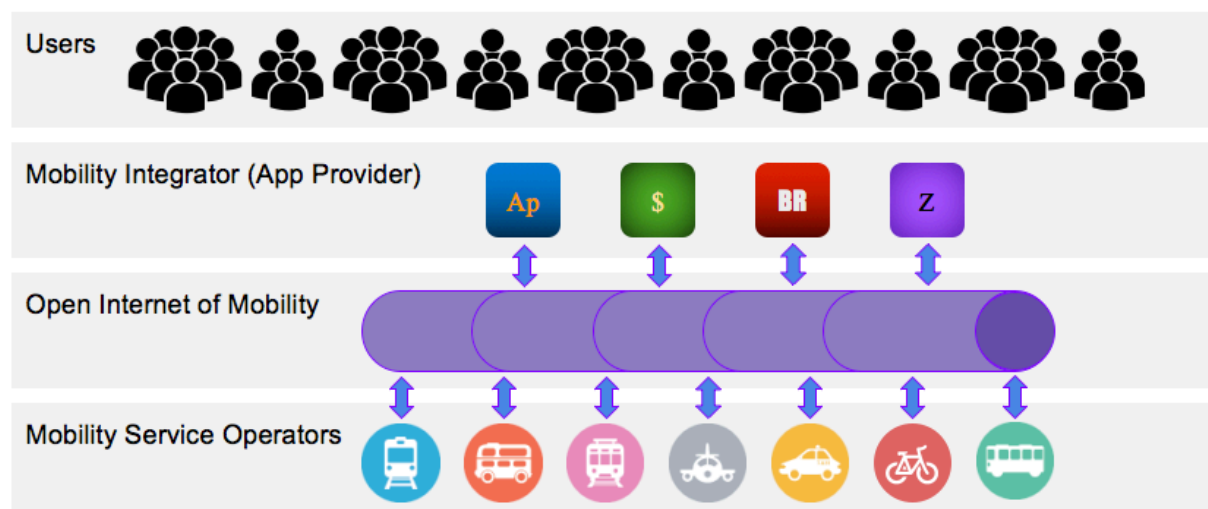 Users
Mobility Integrator (App Provider)
Ap
$
BR
Z
Open Internet of Mobility
Mobility Service Operators